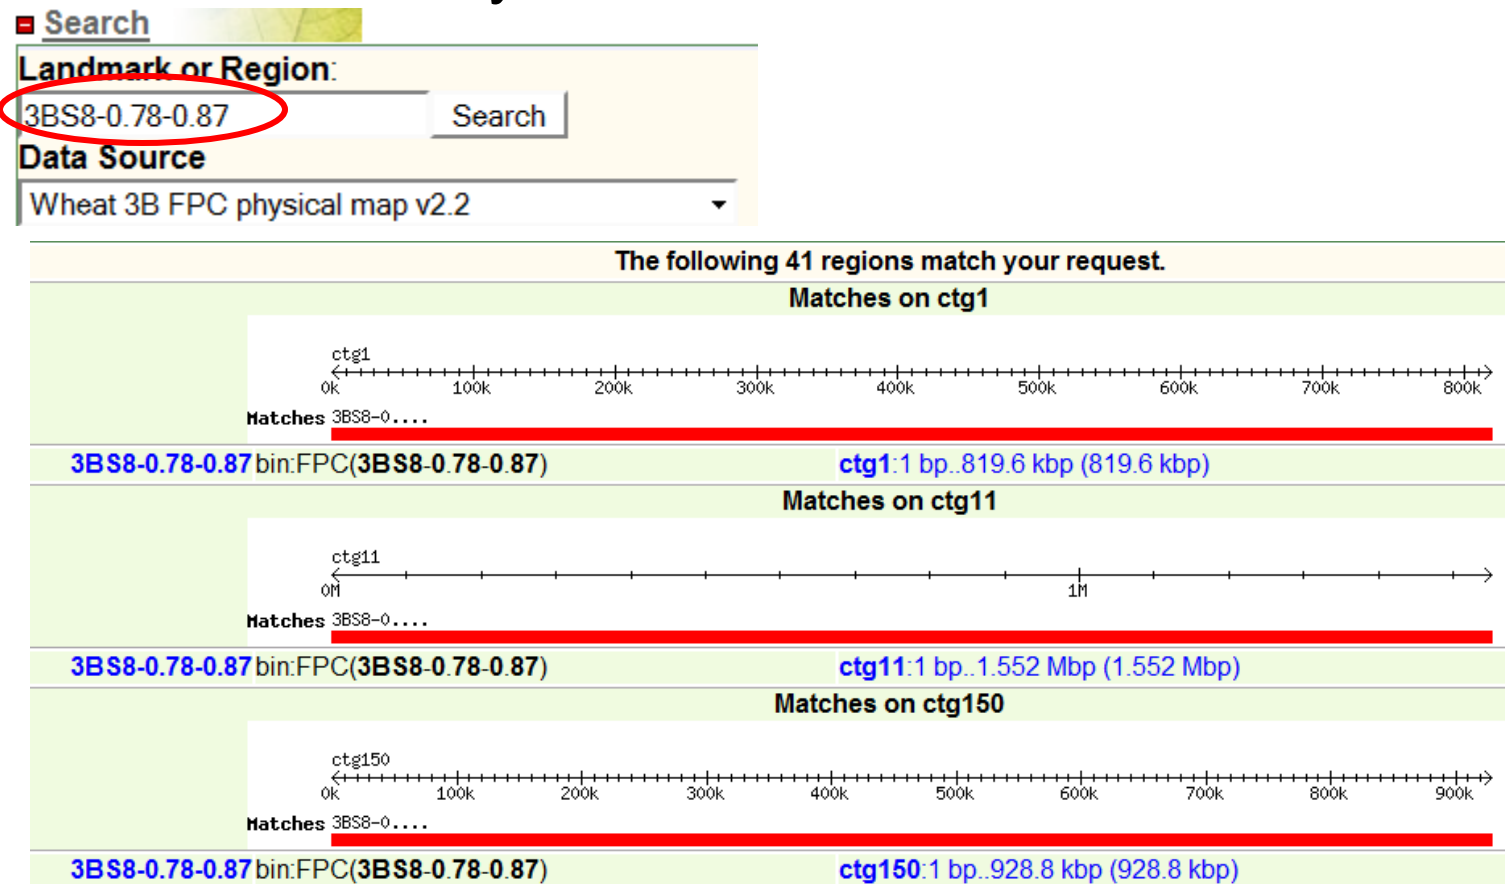 Search
Landmark or Region:
3BS8-0.78-0.87 Search
Data Source
Wheat 3B FPC physical map v2.2
The following 41 regions match your request.
Matches on ctg1
ctg1
0k 100k 200k 300k 400k 500k 600k 700k 800k
Matches 3BS8-0....
3BS8-0.78-0.87 bin:FPC(3BS8-0.78-0.87) ctg1:1 bp..819.6 kbp (819.6 kbp)
Matches on ctg11
ctg11
0M 1M
Matches 3BS8-0....
3BS8-0.78-0.87 bin:FPC(3BS8-0.78-0.87) ctg11:1 bp..1.552 Mbp (1.552 Mbp)
Matches on ctg150
ctg150
0k 100k 200k 300k 400k 500k 600k 700k 800k 900k
Matches 3BS8-0....
3BS8-0.78-0.87 bin:FPC(3BS8-0.78-0.87) ctg150:1 bp..928.8 kbp (928.8 kbp)